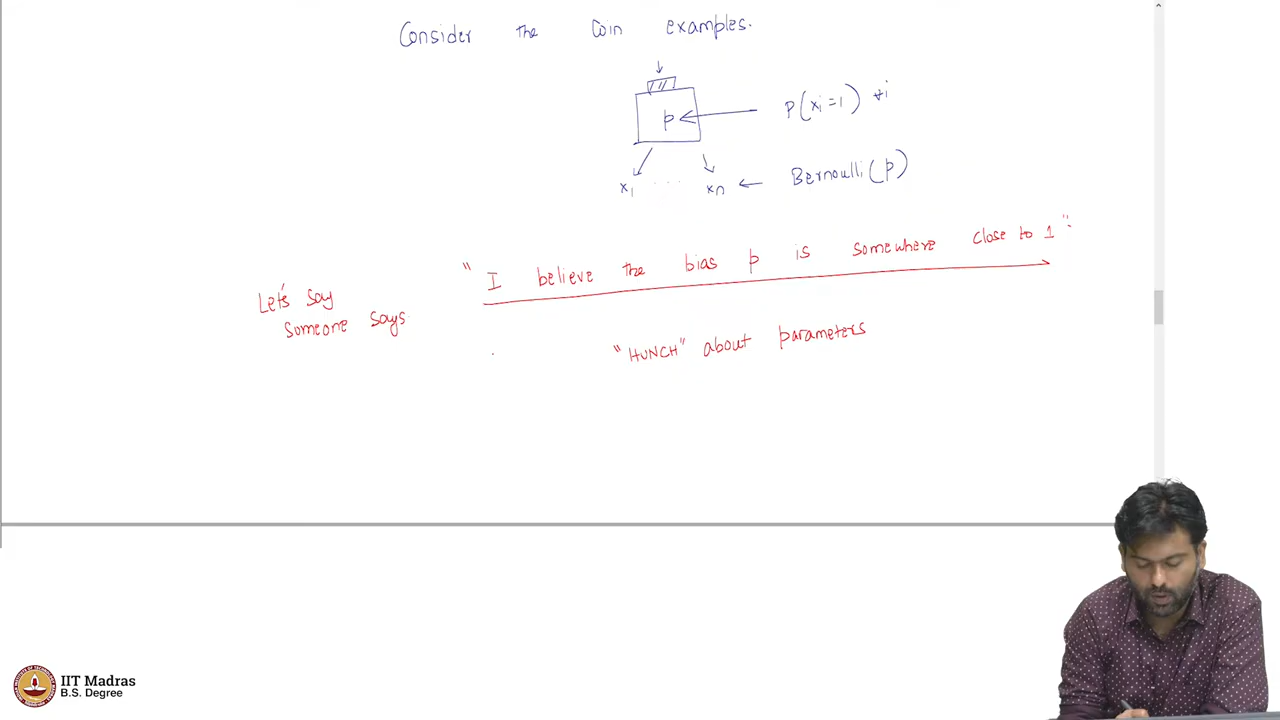 Consider the Coin examples.
p
P(xi=1) ∀i
x1 ... xn ← Bernoulli(p)
"I believe the bias p is somewhere close to 1".
Let's say
someone says
"HUNCH" about parameters
IIT Madras
B.S. Degree